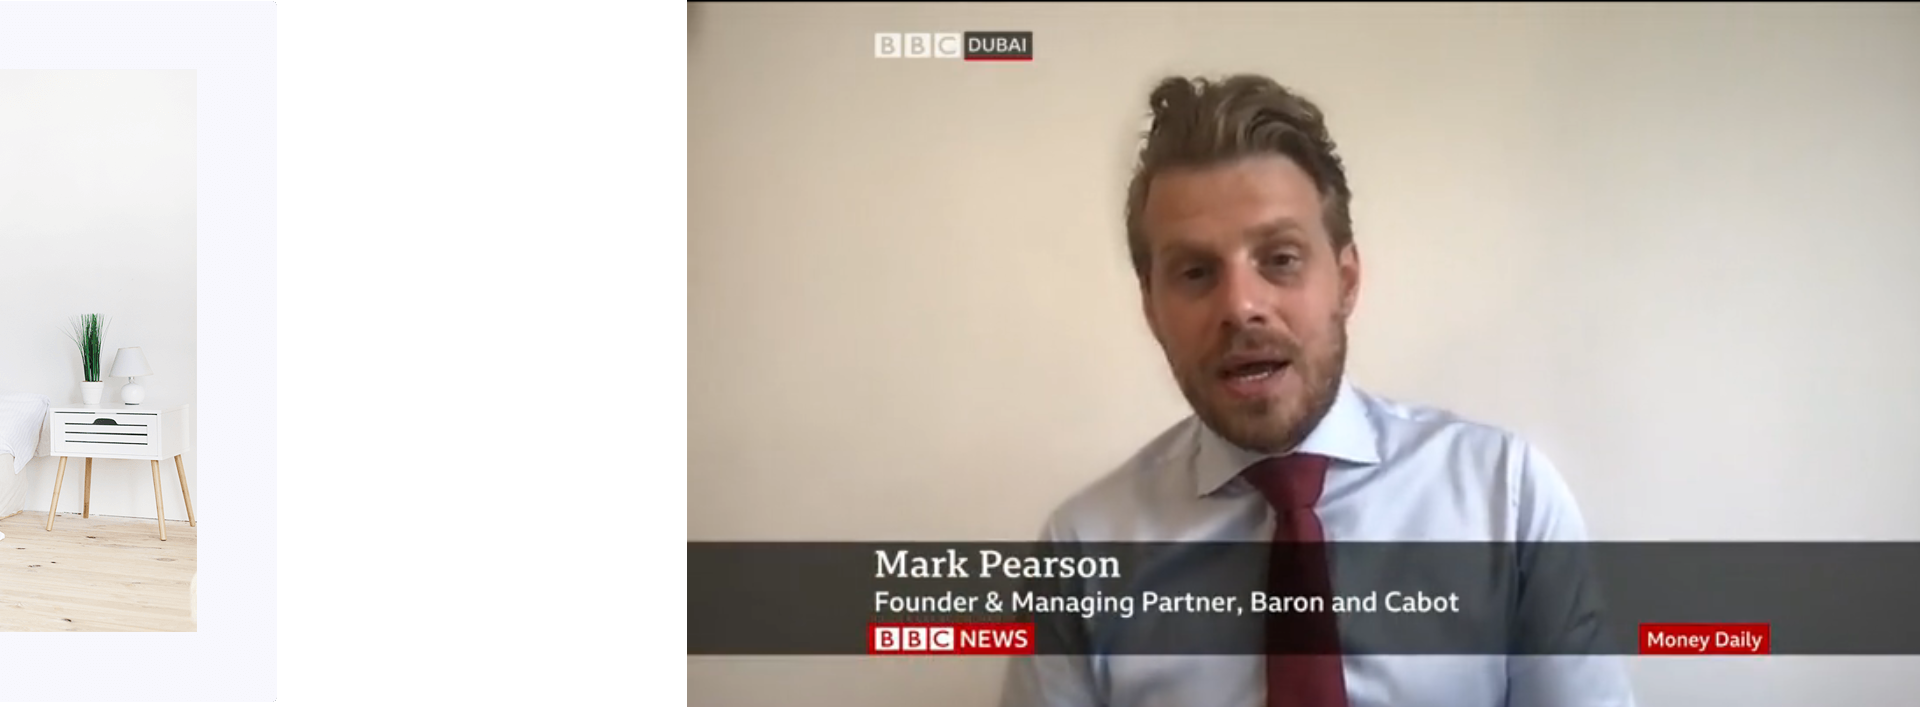 BBC DUBAI
Mark Pearson
Founder & Managing Partner, Baron and Cabot
BBC NEWS
Money Daily